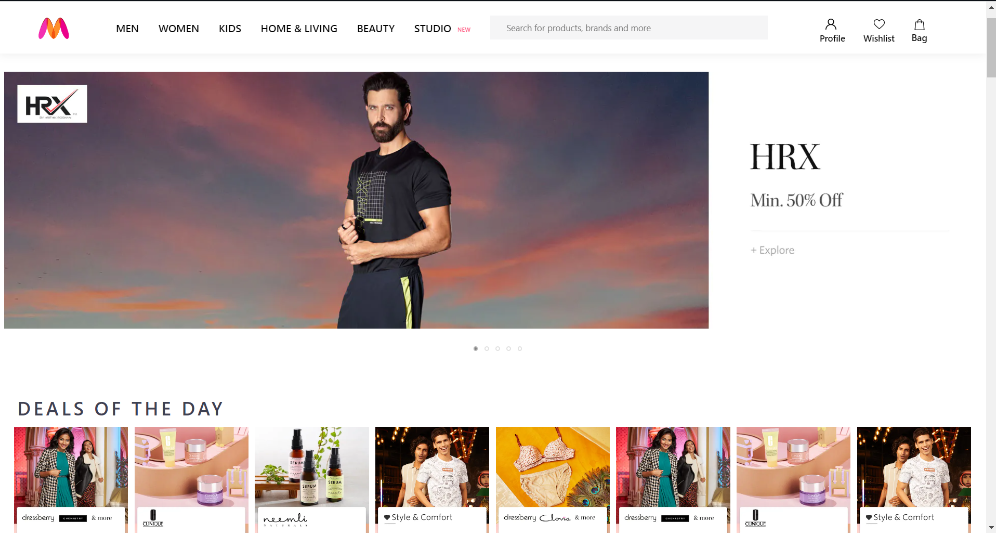 MEN WOMEN KIDS HOME & LIVING BEAUTY STUDIO NEW
Search for products, brands and more
Profile Wishlist Bag
HRX
HRX
Min. 50% Off
+ Explore
DEALS OF THE DAY
dressberry & more
CLINIQUE
neemli
NATURALS
Style & Comfort
dressberry Clovia & more
dressberry & more
CLINIQUE
Style & Comfort